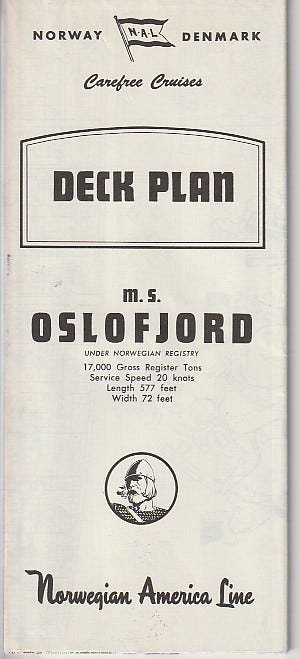 NORWAY N·A·L DENMARK
Carefree Cruises
DECK PLAN
M. S.
OSLOFJORD
UNDER NORWEGIAN REGISTRY
17,000 Gross Register Tons
Service Speed 20 knots
Length 577 feet
Width 72 feet
Norwegian America Line